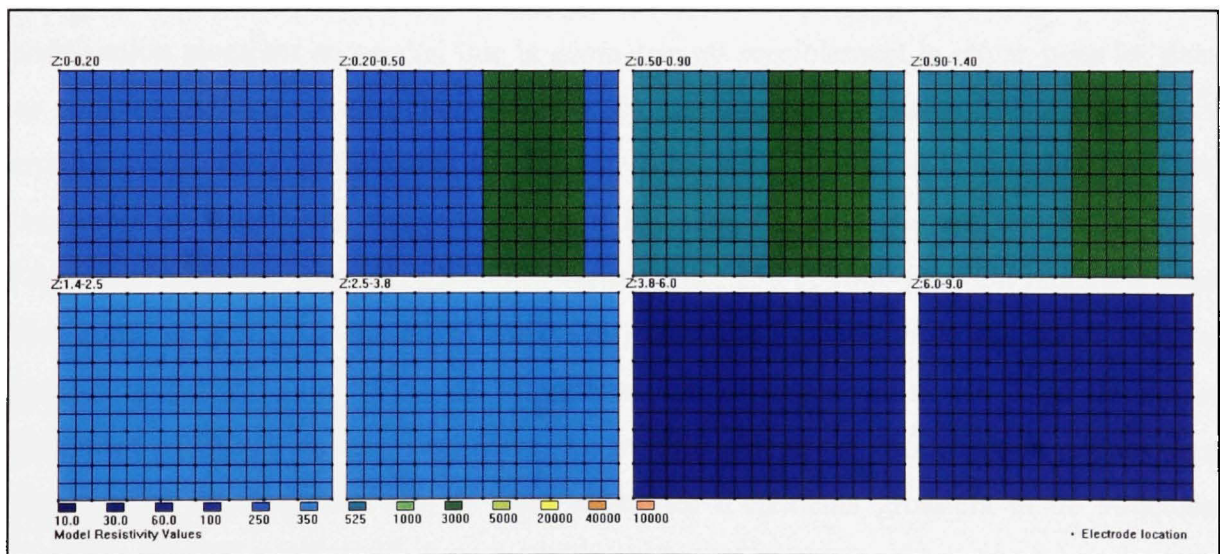 Z:0-0.20 Z:0.20-0.50 Z:0.50-0.90 Z:0.90-1.40
Z:1.4-2.5 Z:2.5-3.8 Z:3.8-6.0 Z:6.0-9.0
10.0 30.0 60.0 100 250 350 525 1000 3000 5000 20000 40000 10000
Model Resistivity Values
• Electrode location